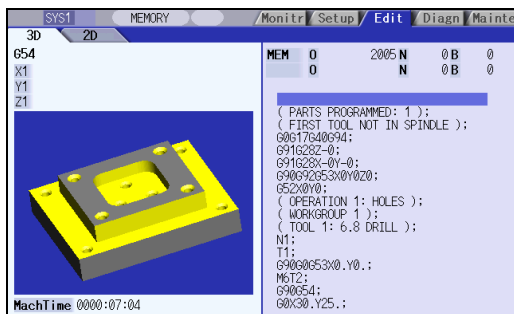 SYS1 MEMORY Monitr Setup Edit Diagn Mainte
3D 2D
G54
X1
Y1
Z1
MachTime 0000:07:04
MEM O 2005 N 0 B 0
O N 0 B 0
( PARTS PROGRAMMED: 1 );
( FIRST TOOL NOT IN SPINDLE );
G0G17G40G94;
G91G28Z-0;
G91G28X-0Y-0;
G90G92G53X0Y0Z0;
G52X0Y0;
( OPERATION 1: HOLES );
( WORKGROUP 1 );
( TOOL 1: 6.8 DRILL );
N1;
T1;
G90G0G53X0.Y0.;
M6T2;
G90G54;
G0X30.Y25.;